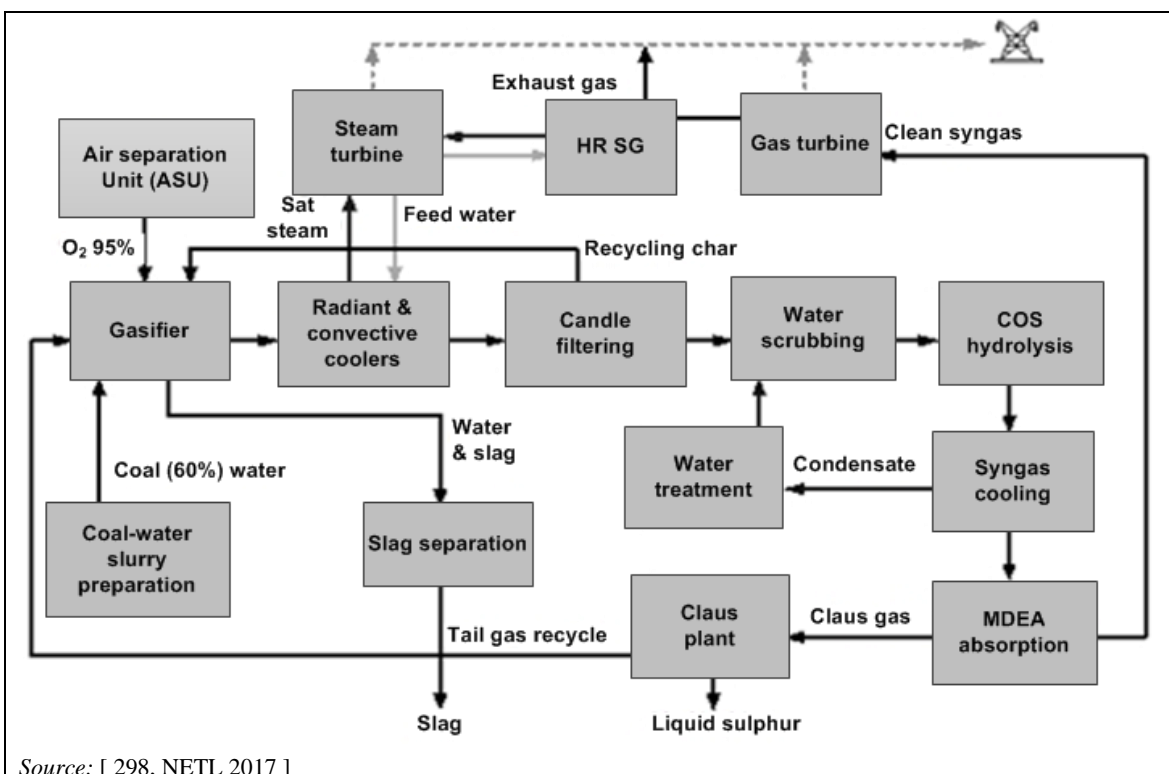 Exhaust gas
Steam
turbine
HR SG
Gas turbine
Clean syngas
Air separation
Unit (ASU)
Sat
steam
Feed water
O₂ 95%
Recycling char
Gasifier
Radiant &
convective
coolers
Candle
filtering
Water
scrubbing
COS
hydrolysis
Water
& slag
Coal (60%) water
Water
treatment
Condensate
Syngas
cooling
Coal-water
slurry
preparation
Slag separation
Claus
plant
Claus gas
MDEA
absorption
Tail gas recycle
Slag
Liquid sulphur
Source: [ 298, NETL 2017 ]